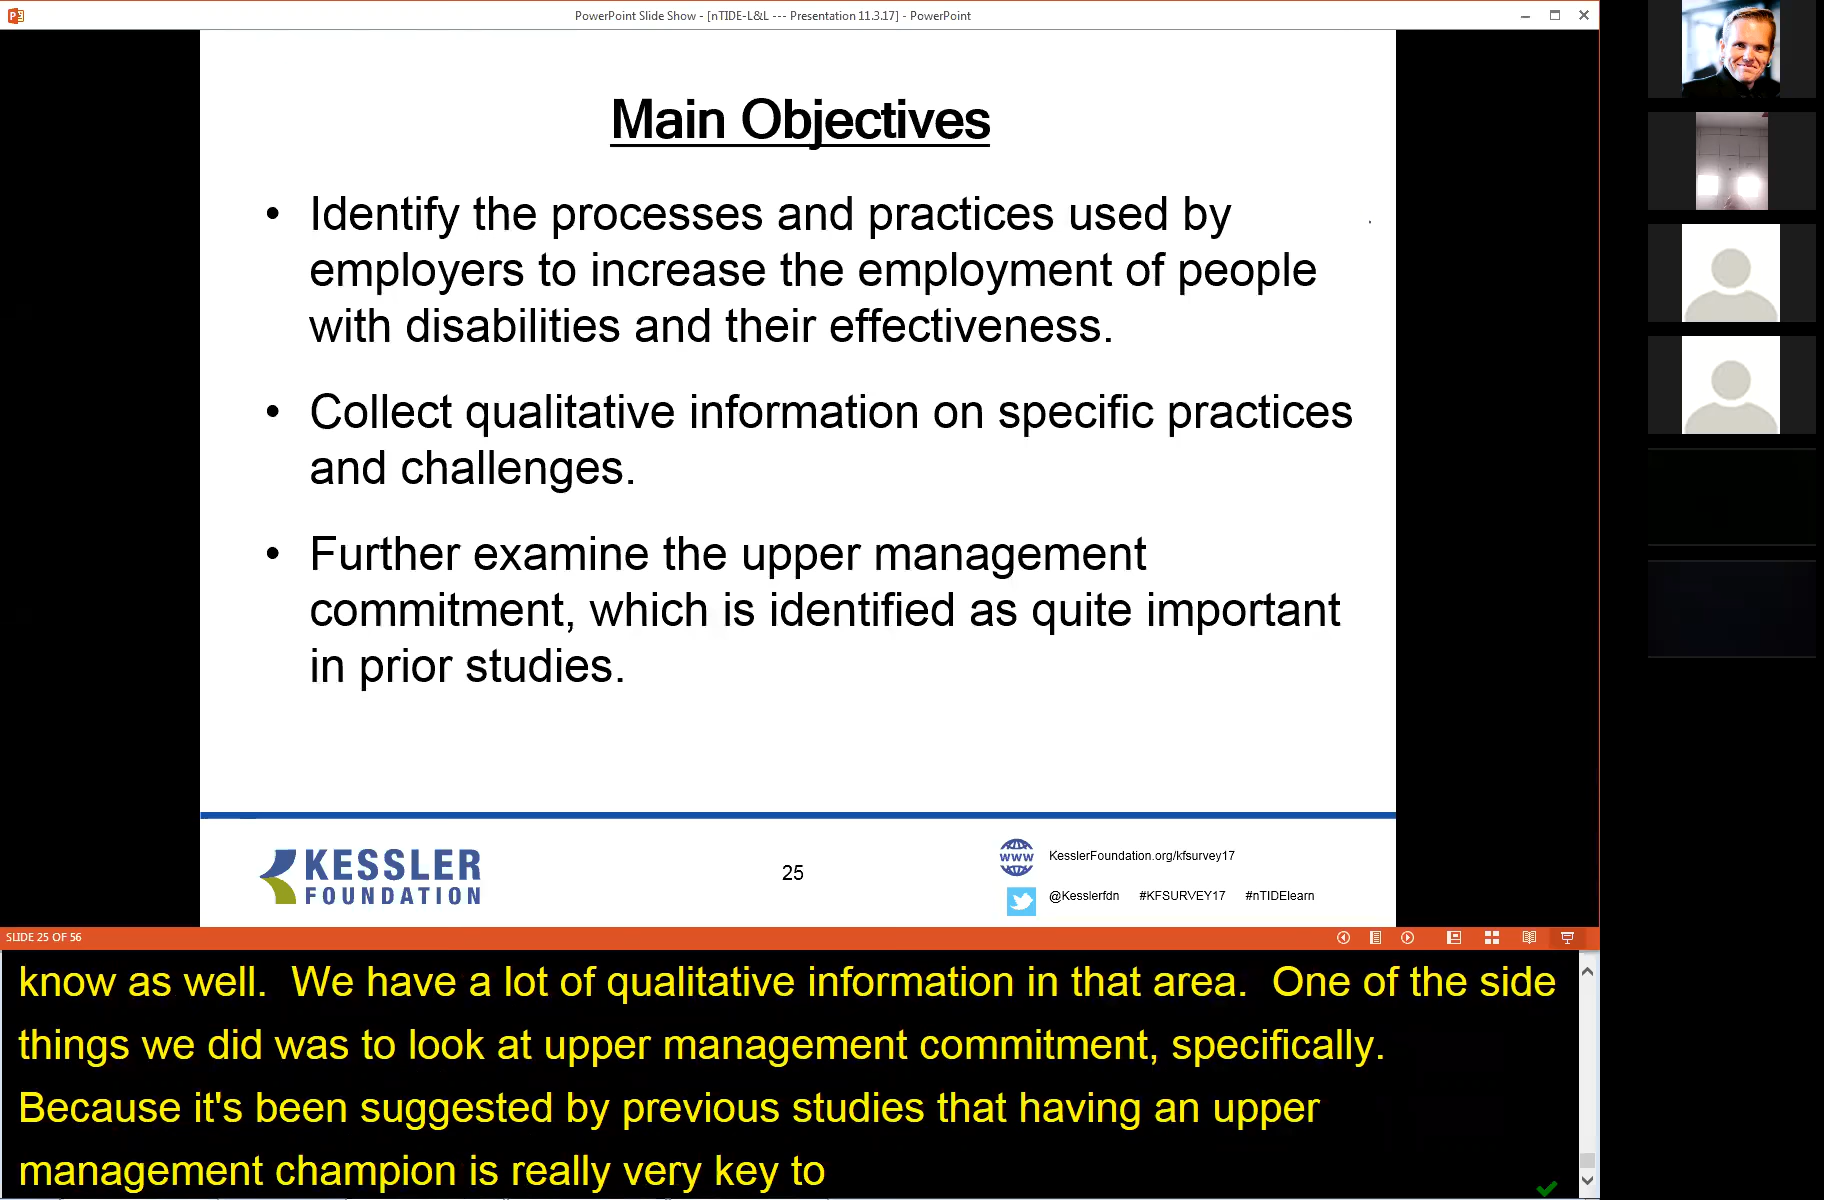 PowerPoint Slide Show - [nTIDE-L&L --- Presentation 11.3.17] - PowerPoint
Main Objectives
• Identify the processes and practices used by
employers to increase the employment of people
with disabilities and their effectiveness.
• Collect qualitative information on specific practices
and challenges.
• Further examine the upper management
commitment, which is identified as quite important
in prior studies.
KESSLER
FOUNDATION
25
www
KesslerFoundation.org/kfsurvey17
@Kesslerfdn #KFSURVEY17 #nTIDElearn
SLIDE 25 OF 56
know as well.  We have a lot of qualitative information in that area.  One of the side
things we did was to look at upper management commitment, specifically.
Because it's been suggested by previous studies that having an upper
management champion is really very key to